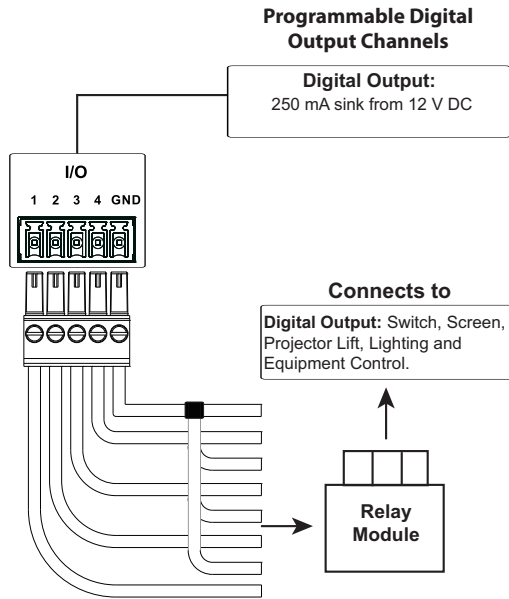 Programmable Digital
Output Channels
Digital Output:
250 mA sink from 12 V DC
I/O
1 2 3 4 GND
Connects to
Digital Output: Switch, Screen,
Projector Lift, Lighting and
Equipment Control.
Relay
Module